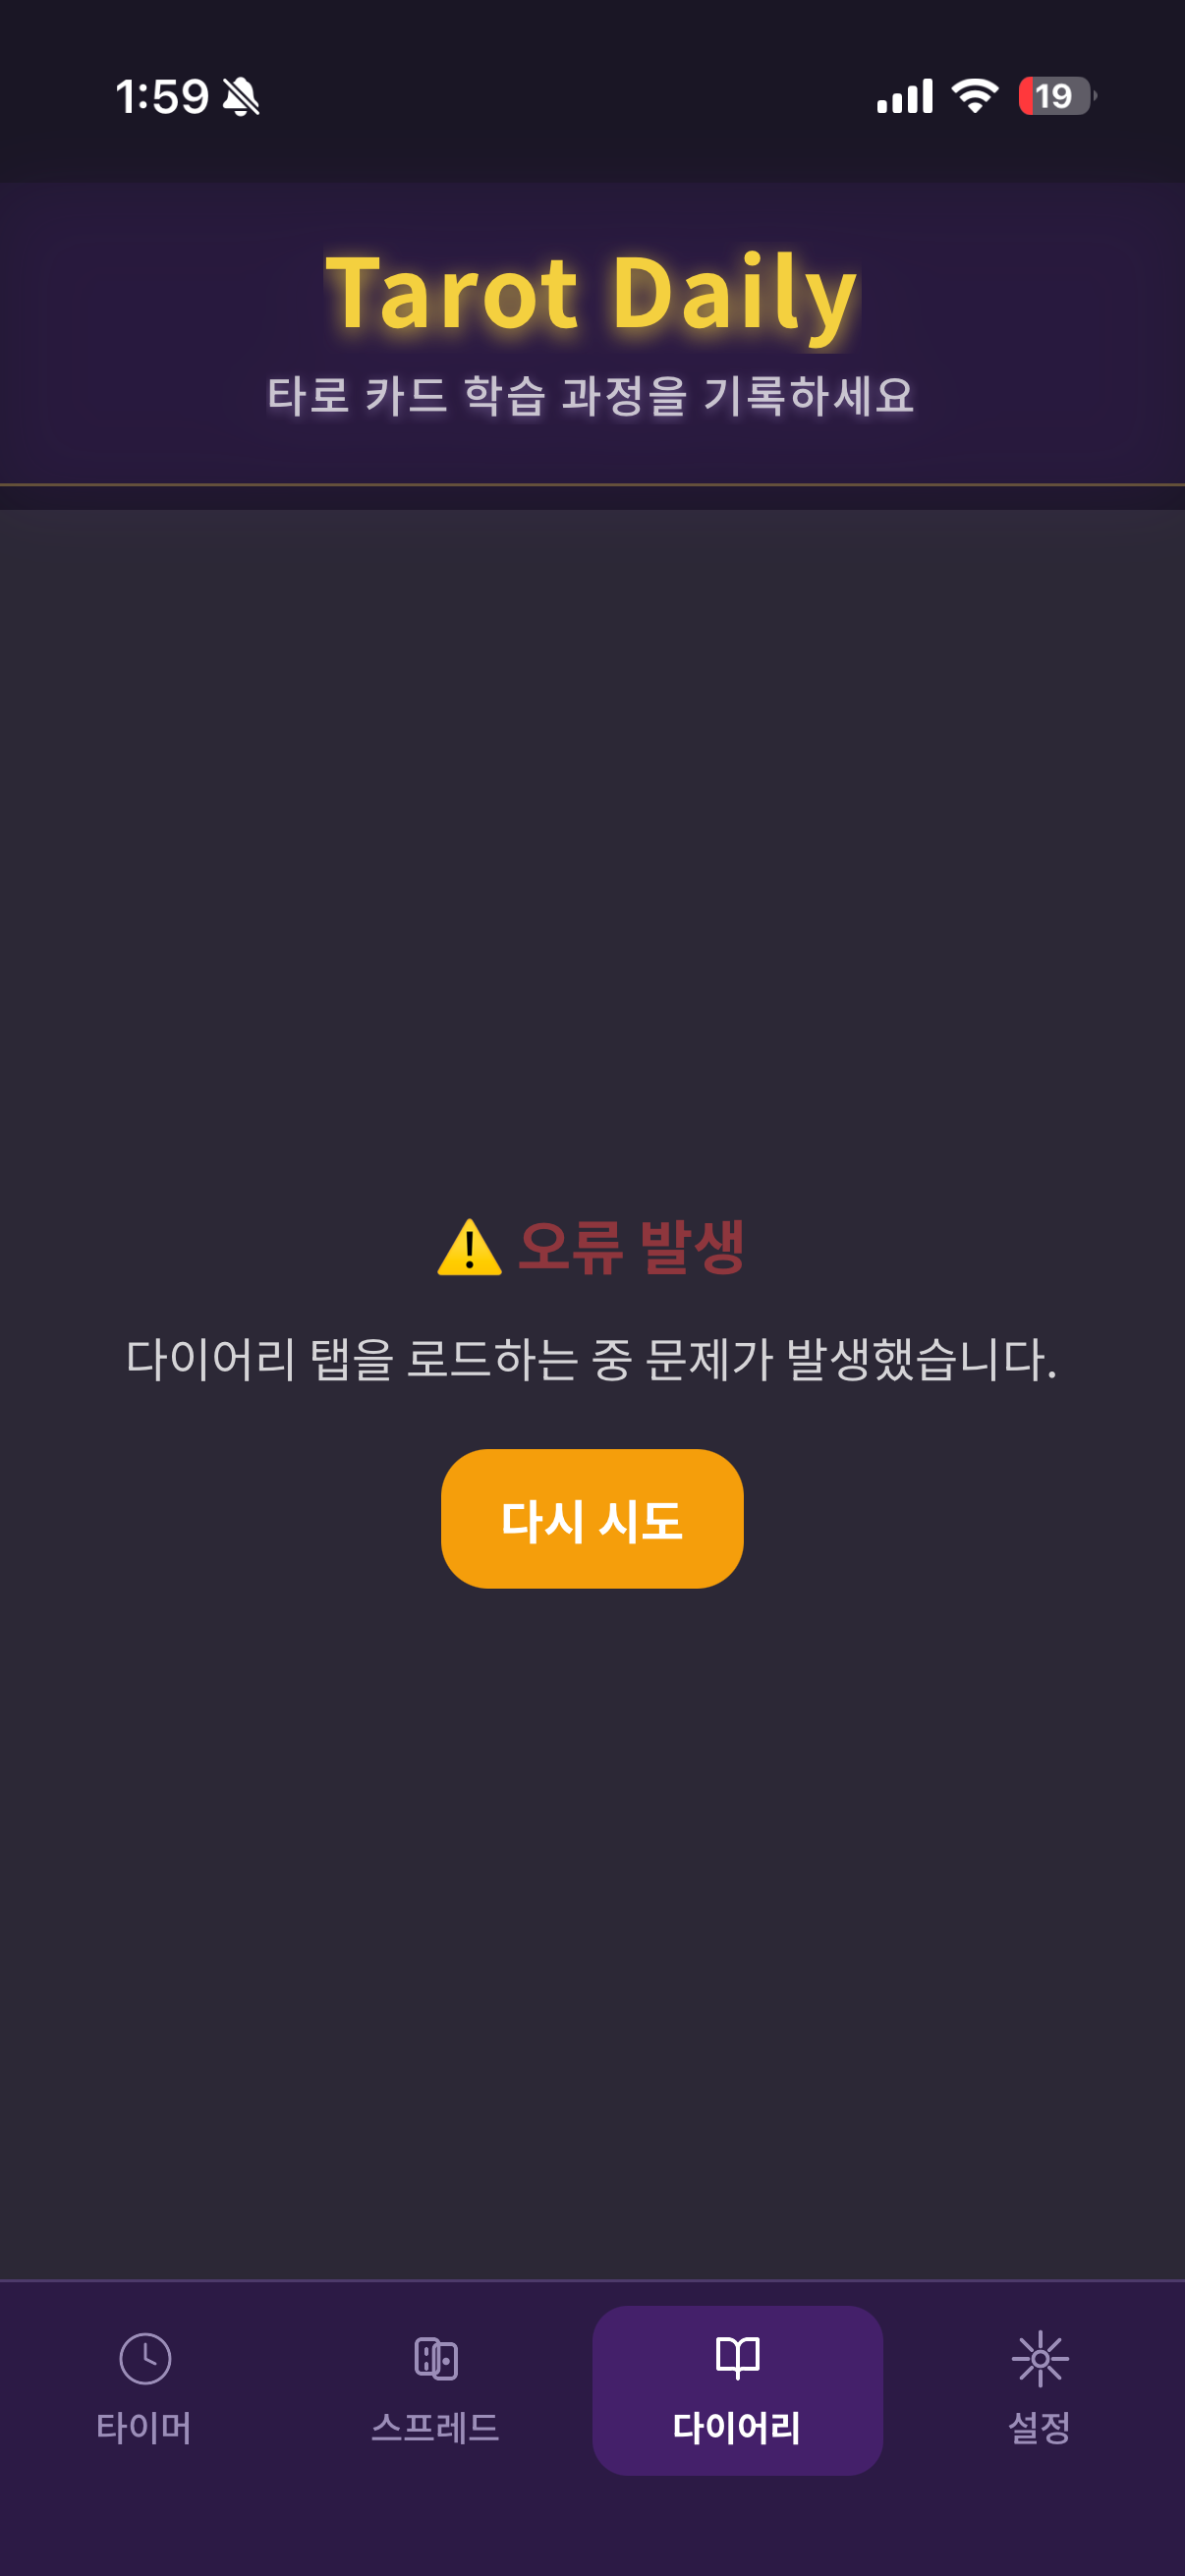 1:59
19
Tarot Daily
타로 카드 학습 과정을 기록하세요
⚠️ 오류 발생
다이어리 탭을 로드하는 중 문제가 발생했습니다.
다시 시도
타이머 스프레드 다이어리 설정